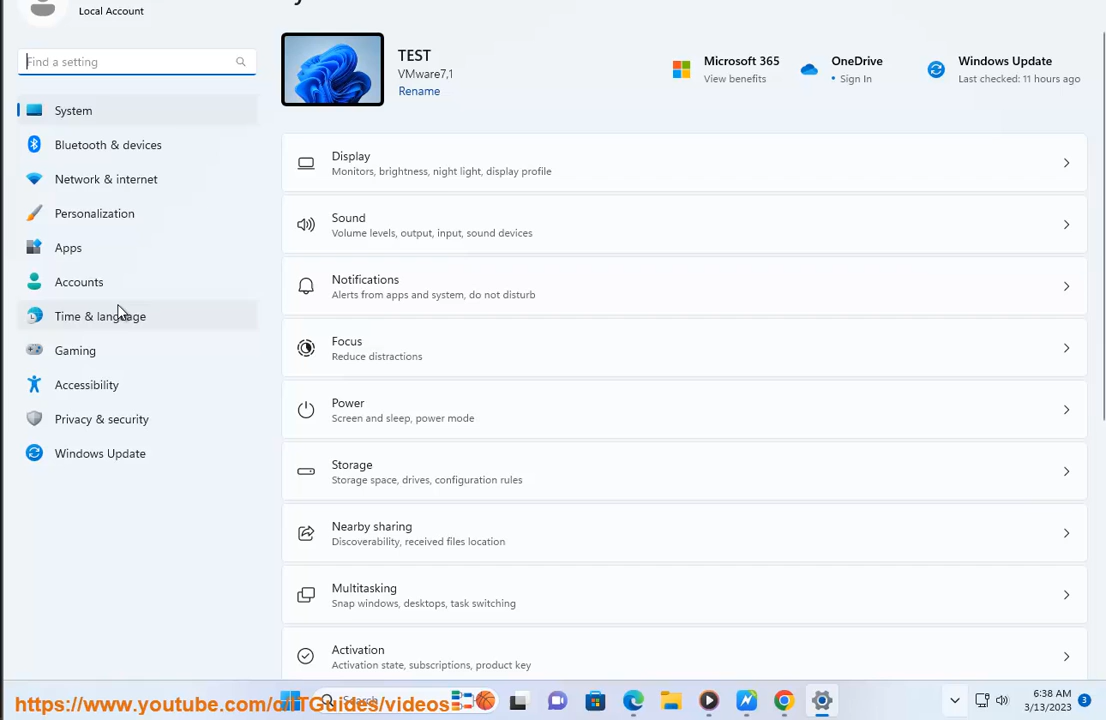 Local Account
Find a setting
System
Bluetooth & devices
Network & internet
Personalization
Apps
Accounts
Time & language
Gaming
Accessibility
Privacy & security
Windows Update
TEST
VMware7,1
Rename
Microsoft 365
View benefits
OneDrive
• Sign In
Windows Update
Last checked: 11 hours ago
Display
Monitors, brightness, night light, display profile
Sound
Volume levels, output, input, sound devices
Notifications
Alerts from apps and system, do not disturb
Focus
Reduce distractions
Power
Screen and sleep, power mode
Storage
Storage space, drives, configuration rules
Nearby sharing
Discoverability, received files location
Multitasking
Snap windows, desktops, task switching
Activation
Activation state, subscriptions, product key
Search
6:38 AM
3/13/2023
3